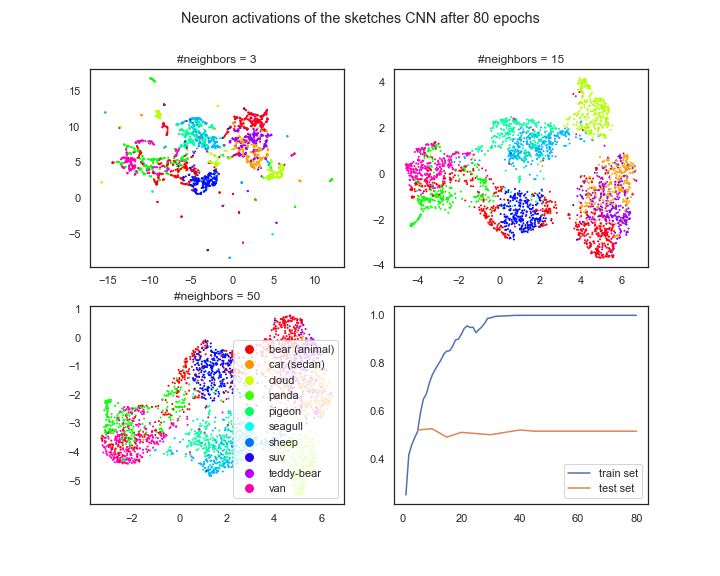 Neuron activations of the sketches CNN after 80 epochs
#neighbors = 3
15
10
5
0
−5
−15
−10
−5
0
5
10
#neighbors = 15
4
2
0
−2
−4
−4
−2
0
2
4
6
#neighbors = 50
1
0
−1
−2
−3
−4
−5
−2
0
2
4
6
bear (animal)
car (sedan)
cloud
panda
pigeon
seagull
sheep
suv
teddy-bear
van
1.0
0.8
0.6
0.4
0
20
40
60
80
train set
test set